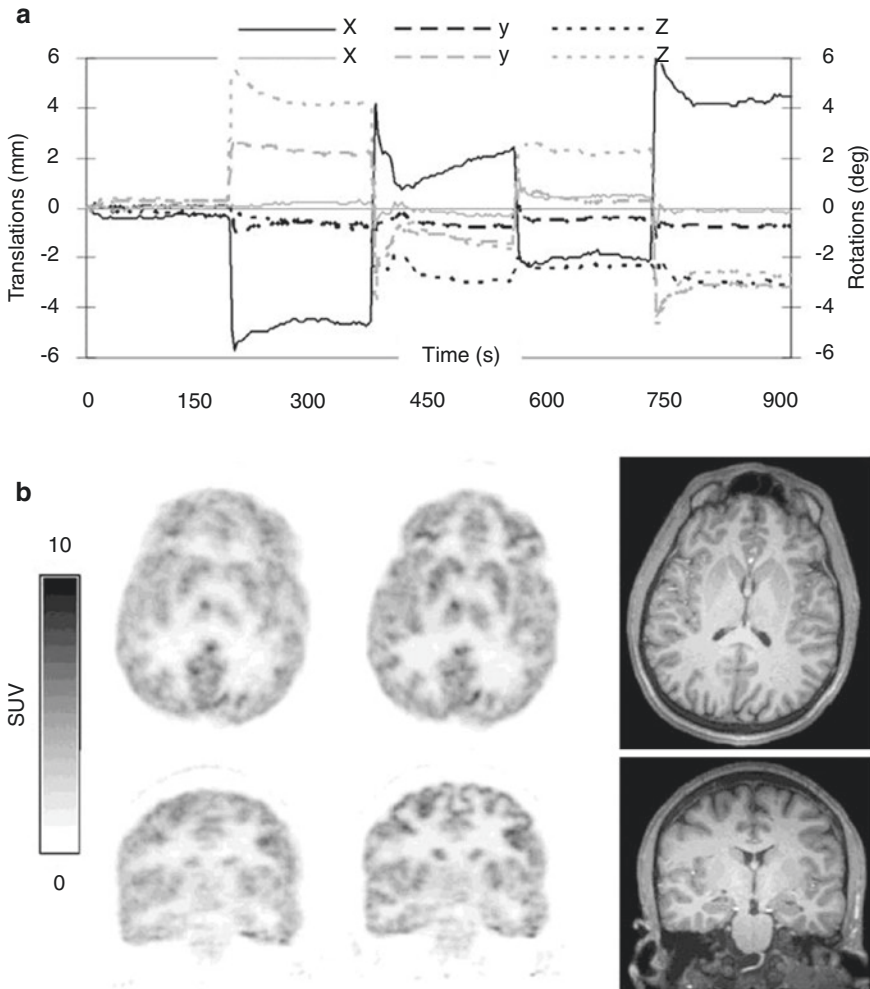 a
X y Z
X y Z
6 6
4 4
2 2
0 0
-2 -2
-4 -4
-6 -6
Translations (mm)
Rotations (deg)
Time (s)
0 150 300 450 600 750 900
b
10
SUV
0